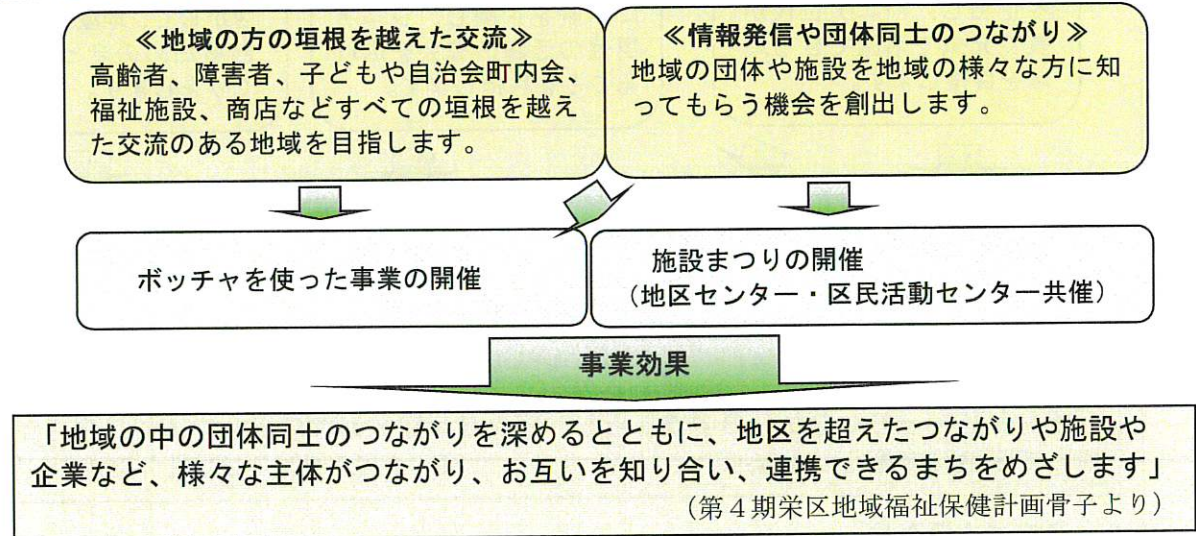 ≪地域の方の垣根を越えた交流≫
高齢者、障害者、子どもや自治会町内会、
福祉施設、商店などすべての垣根を越え
た交流のある地域を目指します。
≪情報発信や団体同士のつながり≫
地域の団体や施設を地域の様々な方に知
ってもらう機会を創出します。
ボッチャを使った事業の開催
施設まつりの開催
(地区センター・区民活動センター共催)
事業効果
「地域の中の団体同士のつながりを深めるとともに、地区を超えたつながりや施設や
企業など、様々な主体がつながり、お互いを知り合い、連携できるまちをめざします」
(第4期栄区地域福祉保健計画骨子より)